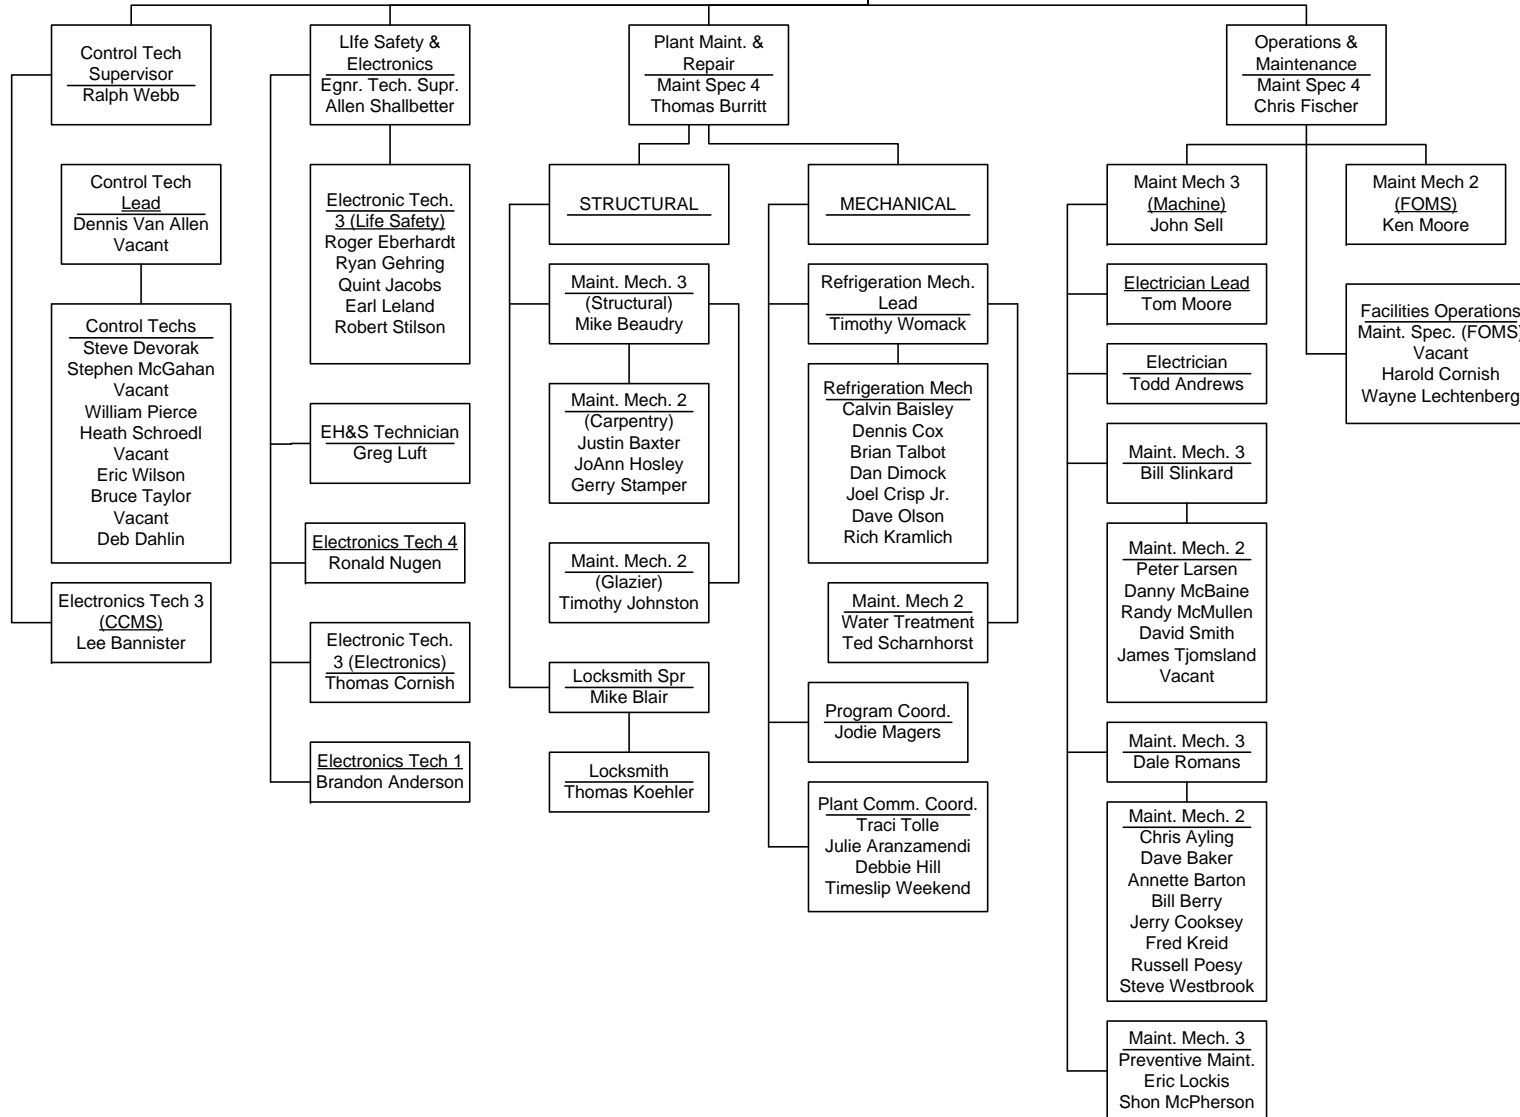 Control Tech
Supervisor
Ralph Webb
Control Tech
Lead
Dennis Van Allen
Vacant
Control Techs
Steve Devorak
Stephen McGahan
Vacant
William Pierce
Heath Schroedl
Vacant
Eric Wilson
Bruce Taylor
Vacant
Deb Dahlin
Electronics Tech 3
(CCMS)
Lee Bannister
LIfe Safety &
Electronics
Egnr. Tech. Supr.
Allen Shallbetter
Electronic Tech.
3 (Life Safety)
Roger Eberhardt
Ryan Gehring
Quint Jacobs
Earl Leland
Robert Stilson
EH&S Technician
Greg Luft
Electronics Tech 4
Ronald Nugen
Electronic Tech.
3 (Electronics)
Thomas Cornish
Electronics Tech 1
Brandon Anderson
Plant Maint. &
Repair
Maint Spec 4
Thomas Burritt
STRUCTURAL
Maint. Mech. 3
(Structural)
Mike Beaudry
Maint. Mech. 2
(Carpentry)
Justin Baxter
JoAnn Hosley
Gerry Stamper
Maint. Mech. 2
(Glazier)
Timothy Johnston
Locksmith Spr
Mike Blair
Locksmith
Thomas Koehler
MECHANICAL
Refrigeration Mech.
Lead
Timothy Womack
Refrigeration Mech
Calvin Baisley
Dennis Cox
Brian Talbot
Dan Dimock
Joel Crisp Jr.
Dave Olson
Rich Kramlich
Maint. Mech 2
Water Treatment
Ted Scharnhorst
Program Coord.
Jodie Magers
Plant Comm. Coord.
Traci Tolle
Julie Aranzamendi
Debbie Hill
Timeslip Weekend
Operations &
Maintenance
Maint Spec 4
Chris Fischer
Maint Mech 3
(Machine)
John Sell
Electrician Lead
Tom Moore
Electrician
Todd Andrews
Maint. Mech. 3
Bill Slinkard
Maint. Mech. 2
Peter Larsen
Danny McBaine
Randy McMullen
David Smith
James Tjomsland
Vacant
Maint. Mech. 3
Dale Romans
Maint. Mech. 2
Chris Ayling
Dave Baker
Annette Barton
Bill Berry
Jerry Cooksey
Fred Kreid
Russell Poesy
Steve Westbrook
Maint. Mech. 3
Preventive Maint.
Eric Lockis
Shon McPherson
Maint Mech 2
(FOMS)
Ken Moore
Facilities Operations
Maint. Spec. (FOMS)
Vacant
Harold Cornish
Wayne Lechtenberg